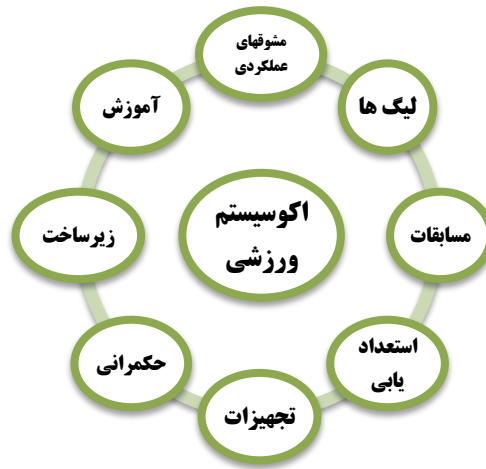 مشوقهای
عملکردی
لیگ ها
مسابقات
استعداد
یابی
تجهیزات
حکمرانی
زیرساخت
آموزش
اکوسیستم
ورزشی